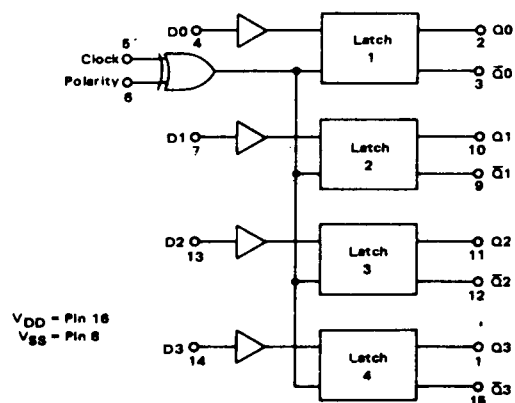 D0
4
Latch
1
Q0
2
Q̅0
3
Clock
5
Polarity
6
D1
7
Latch
2
Q1
10
Q̅1
9
D2
13
Latch
3
Q2
11
Q̅2
12
VDD = Pin 16
VSS = Pin 8
D3
14
Latch
4
Q3
1
Q̅3
15